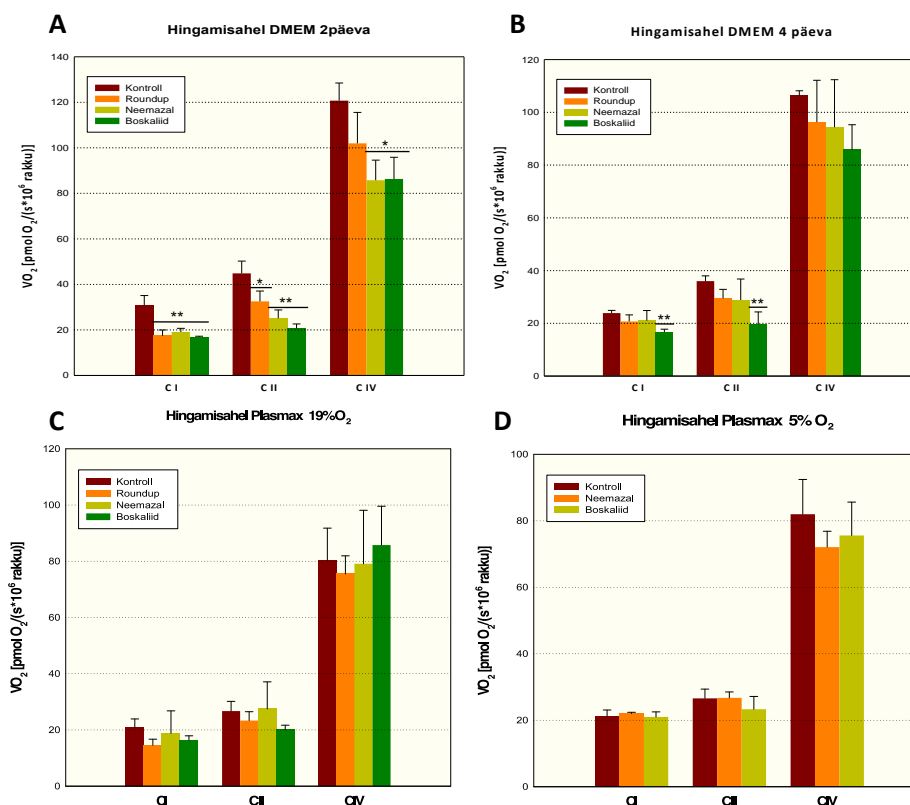 A
Hingamisahel DMEM 2päeva
VO2 [pmol O2/(s*10^6 rakku)]
120
100
80
60
40
20
0
Kontroll
Roundup
Neemazal
Boskaliid
**
*
**
*
C I
C II
C IV
B
Hingamisahel DMEM 4 päeva
VO2 [pmol O2/(s*10^6 rakku)]
120
100
80
60
40
20
0
Kontroll
Roundup
Neemazal
Boskaliid
**
**
C I
C II
C IV
C
Hingamisahel Plasmax 19%O2
VO2 [pmol O2/(s*10^6 rakku)]
120
100
80
60
40
20
0
Kontroll
Roundup
Neemazal
Boskaliid
CI
CII
CIV
D
Hingamisahel Plasmax 5% O2
VO2 [pmol O2/(s*10^6 rakku)]
100
80
60
40
20
0
Kontroll
Neemazal
Boskaliid
CI
CII
CIV